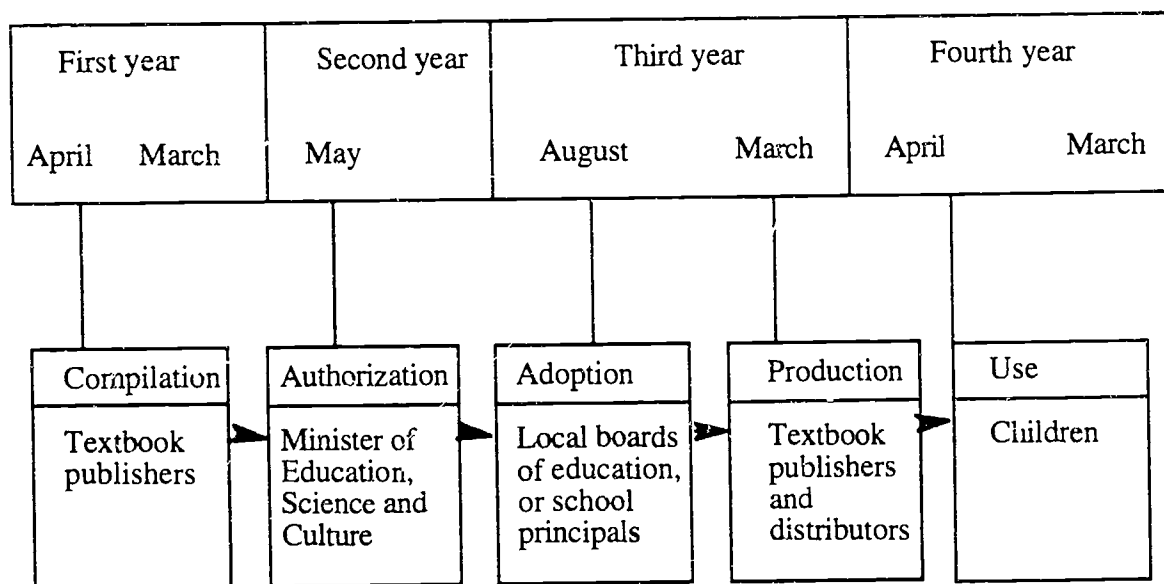 First year Second year Third year Fourth year
April March May August March April March
Compilation Authorization Adoption Production Use
Textbook
publishers
Minister of
Education,
Science and
Culture
Local boards
of education,
or school
principals
Textbook
publishers
and
distributors
Children